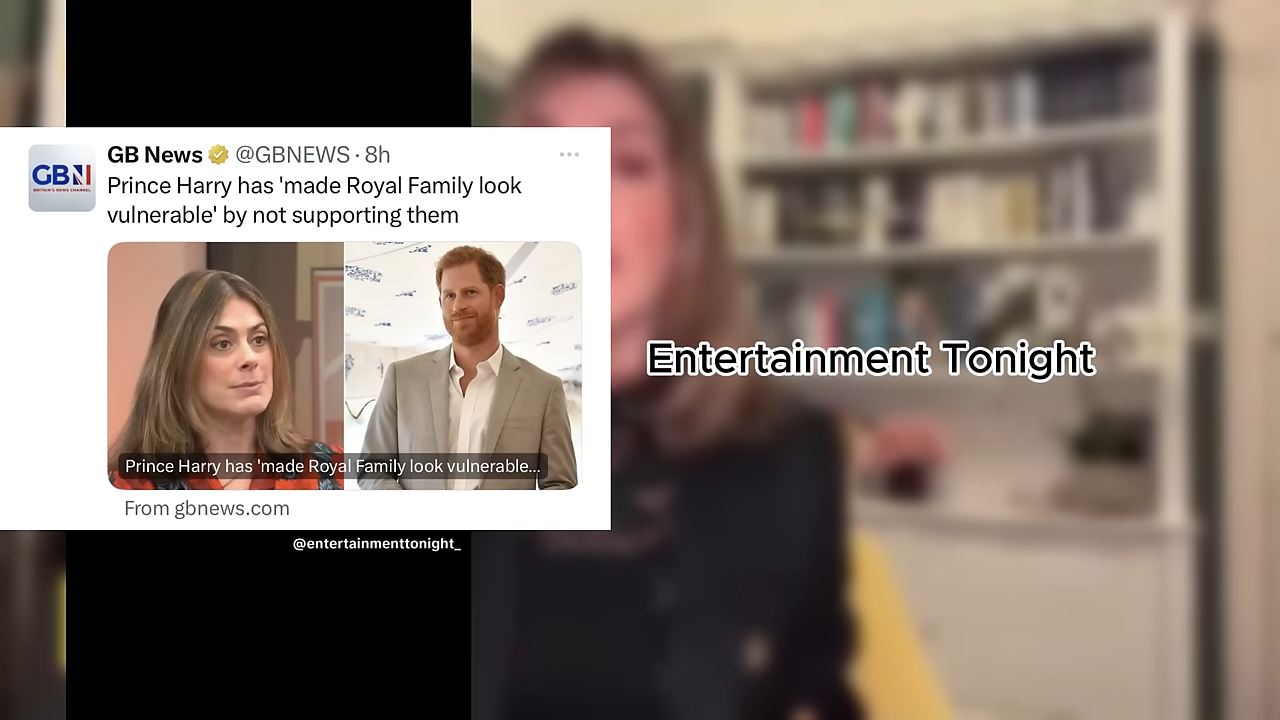 GBN
BRITAIN'S NEWS CHANNEL
GB News @GBNEWS · 8h
Prince Harry has 'made Royal Family look
vulnerable' by not supporting them
Prince Harry has 'made Royal Family look vulnerable...
From gbnews.com
@entertainmenttonight_
Entertainment Tonight